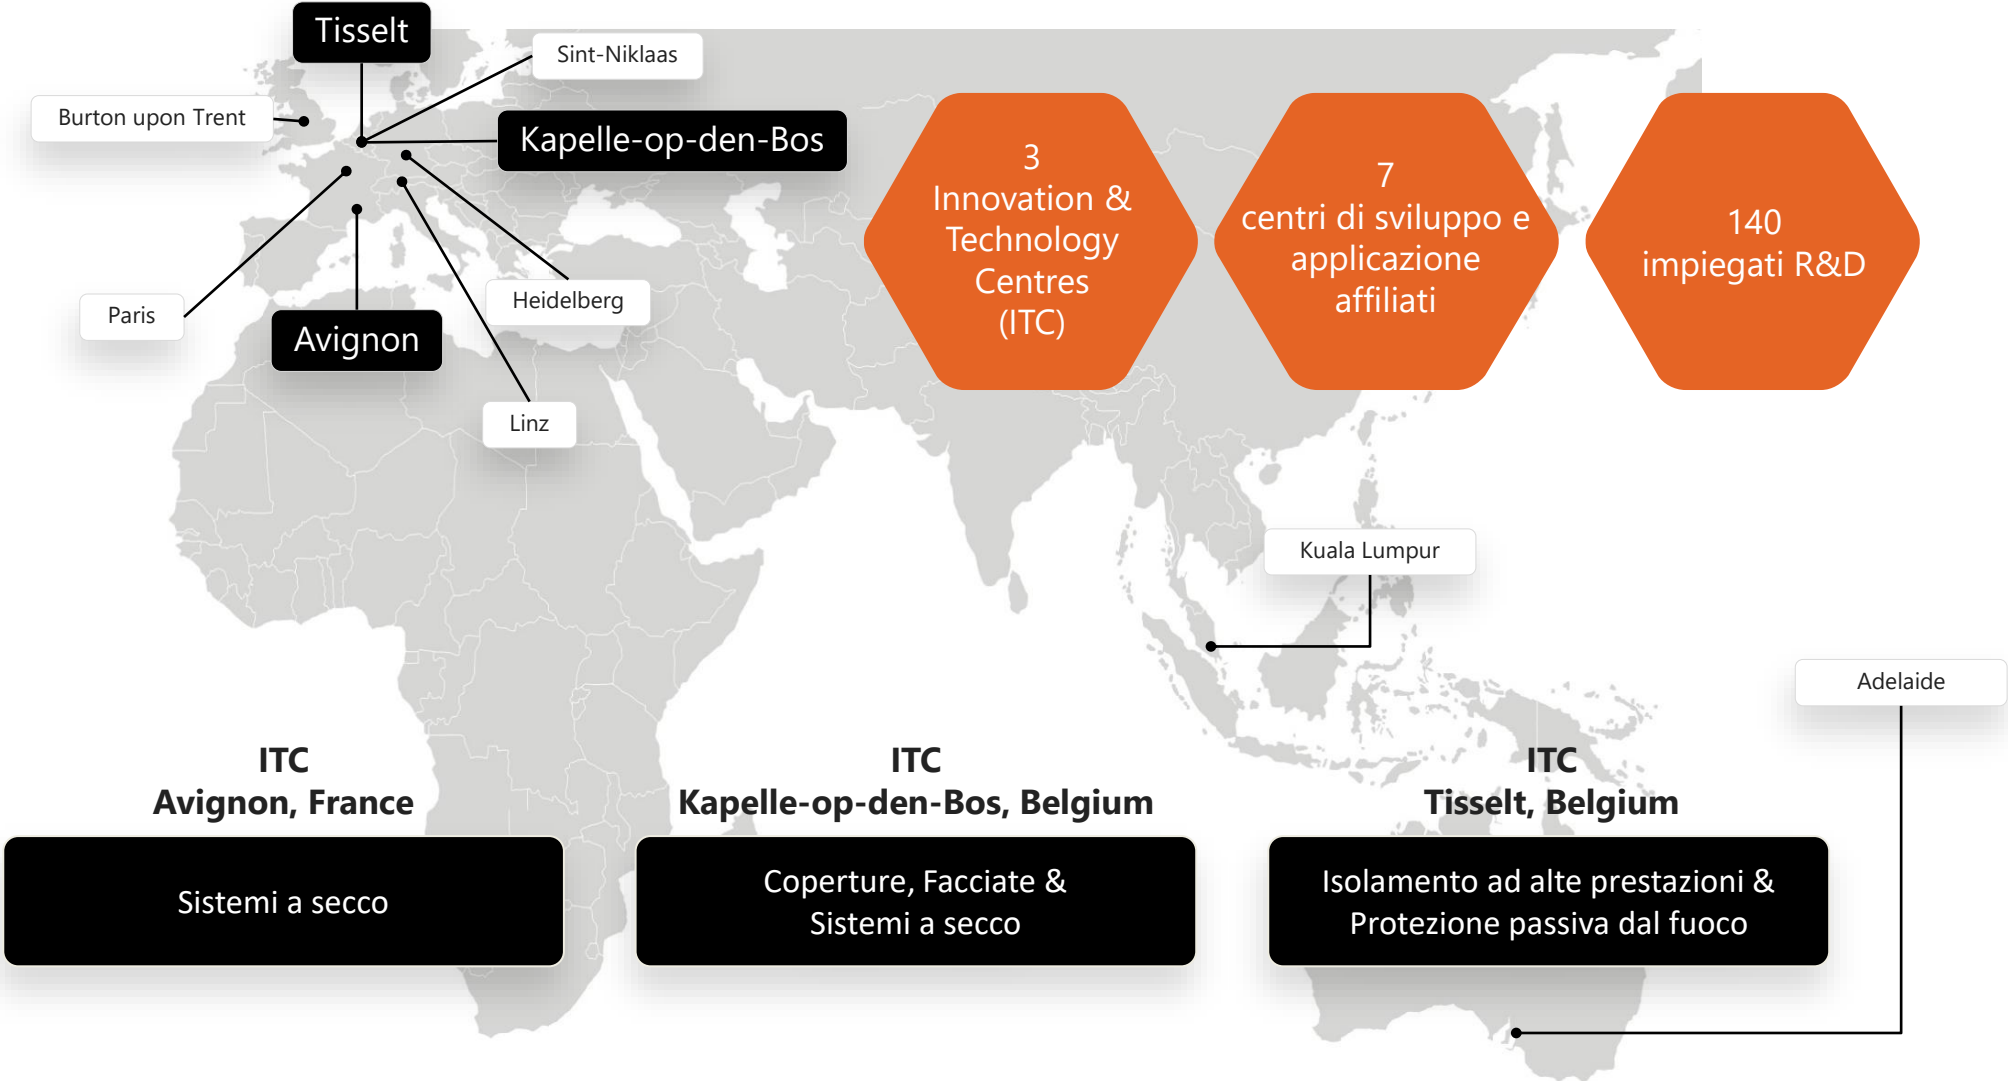 Tisselt
Sint-Niklaas
Burton upon Trent
Kapelle-op-den-Bos
3
Innovation &
Technology
Centres
(ITC)
7
centri di sviluppo e
applicazione
affiliati
140
impiegati R&D
Paris
Heidelberg
Avignon
Linz
Kuala Lumpur
Adelaide
ITC
Avignon, France
Sistemi a secco
ITC
Kapelle-op-den-Bos, Belgium
Coperture, Facciate &
Sistemi a secco
ITC
Tisselt, Belgium
Isolamento ad alte prestazioni &
Protezione passiva dal fuoco